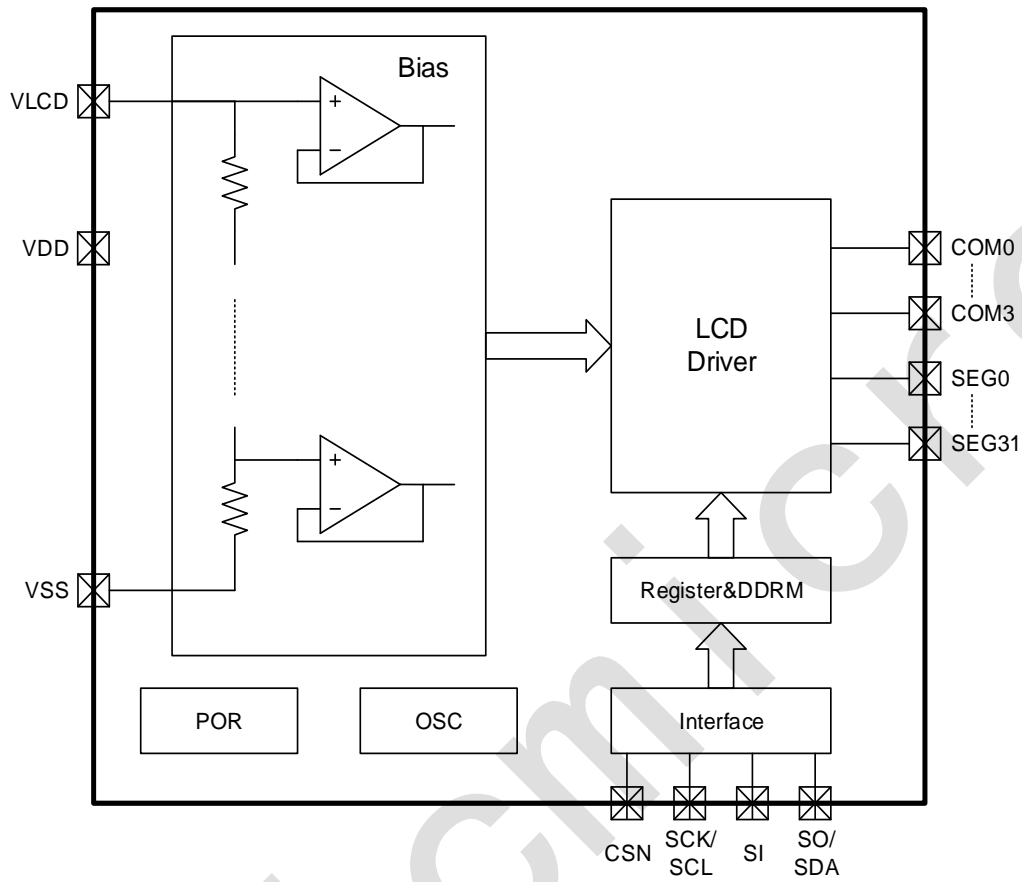 Bias
VLCD
+
−
VDD
COM0
COM3
LCD
Driver
SEG0
SEG31
+
−
VSS
Register&DDRM
POR
OSC
Interface
CSN
SCK/
SCL
SI
SO/
SDA
icmicro